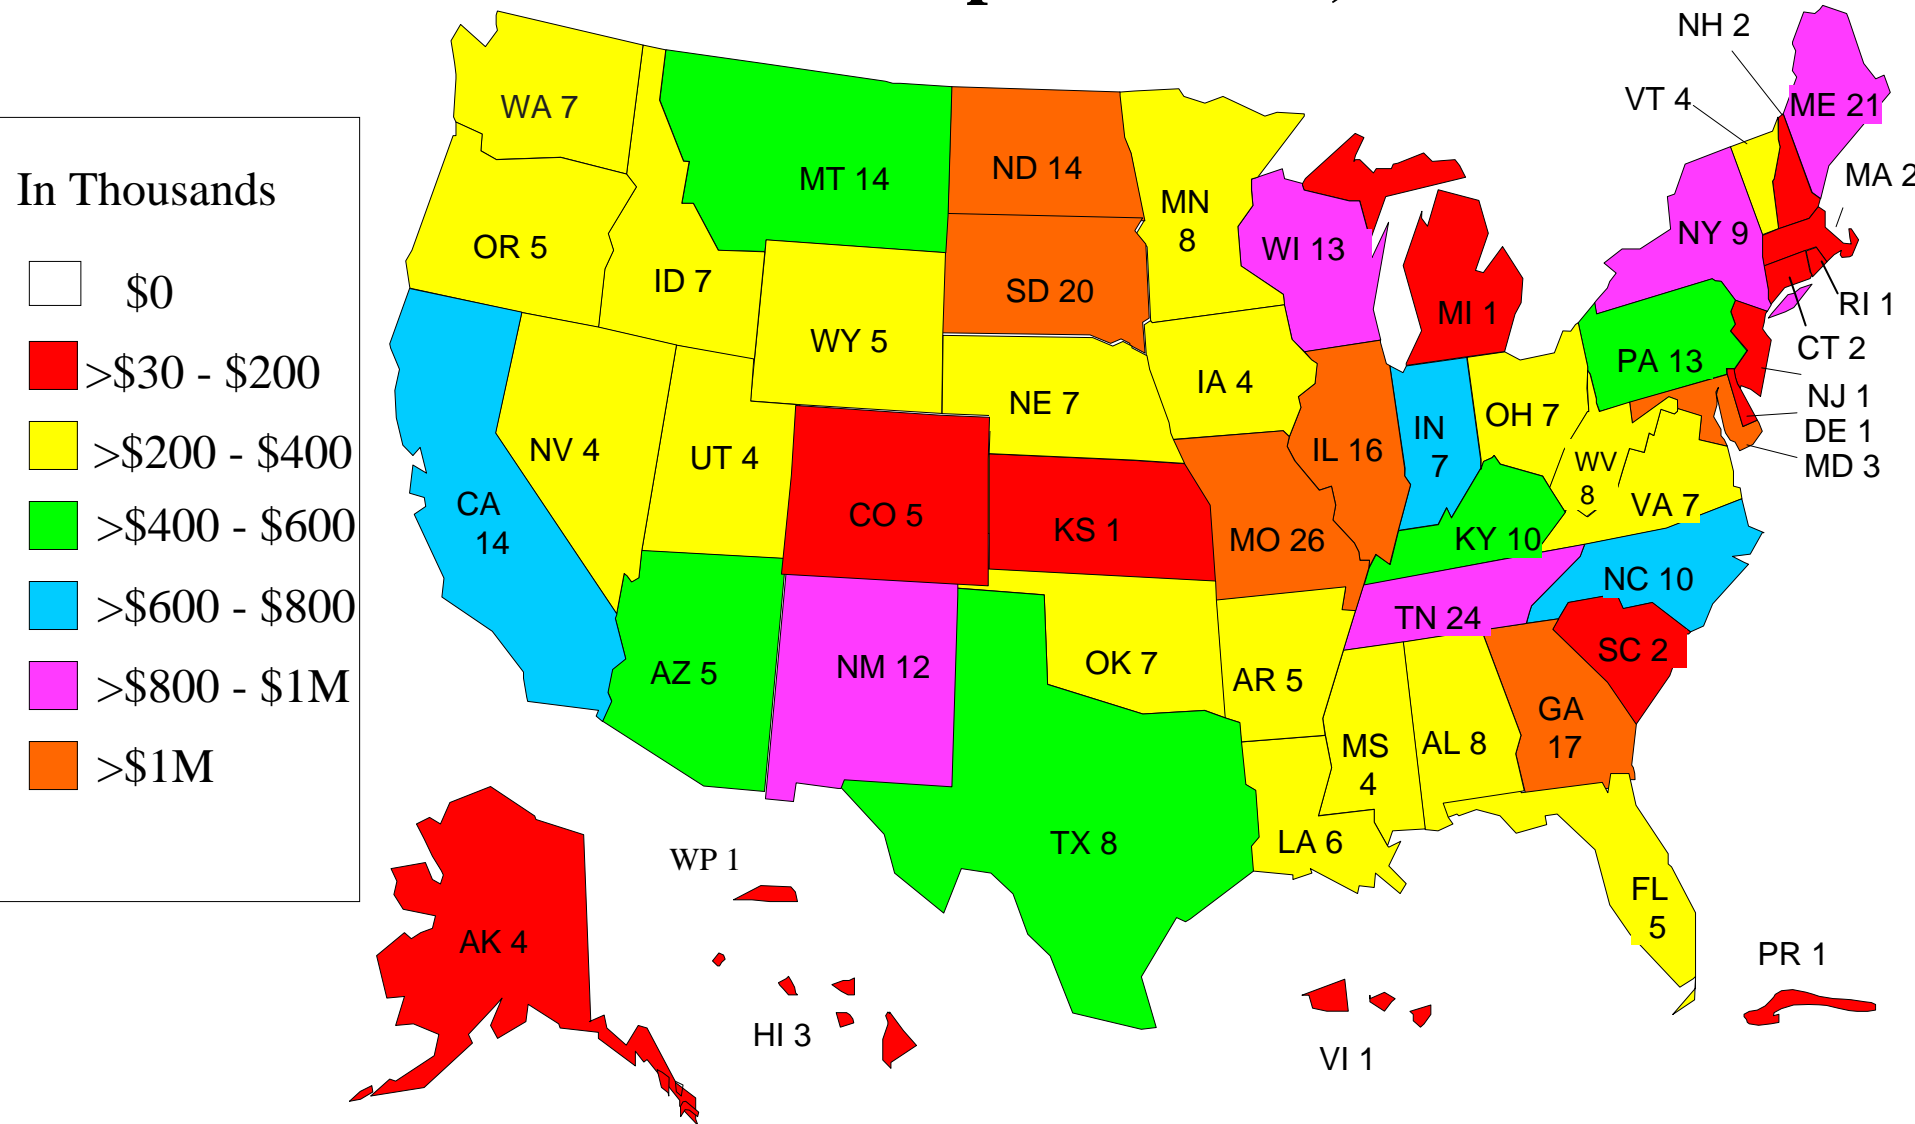 In Thousands
$0
>$30 - $200
>$200 - $400
>$400 - $600
>$600 - $800
>$800 - $1M
>$1M
NH 2
VT 4
ME 21
WA 7
MT 14
ND 14
MN
8
MA 2
OR 5
ID 7
SD 20
WI 13
NY 9
MI 1
RI 1
WY 5
CT 2
PA 13
IA 4
NE 7
NJ 1
OH 7
DE 1
IN
7
MD 3
NV 4
UT 4
IL 16
WV
8
VA 7
CA
14
CO 5
KS 1
MO 26
KY 10
NC 10
TN 24
SC 2
AZ 5
NM 12
OK 7
AR 5
GA
17
MS
4
AL 8
TX 8
LA 6
WP 1
FL
5
AK 4
PR 1
HI 3
VI 1